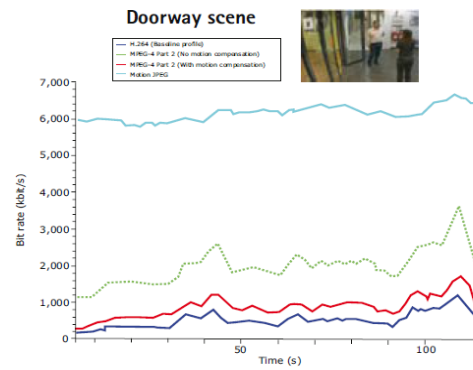 Doorway scene
H.264 (Baseline profile)
MPEG-4 Part 2 (No motion compensation)
MPEG-4 Part 2 (With motion compensation)
Motion JPEG
7,000
6,000
5,000
4,000
3,000
2,000
1,000
0
Bit rate (kbit/s)
50
100
Time (s)